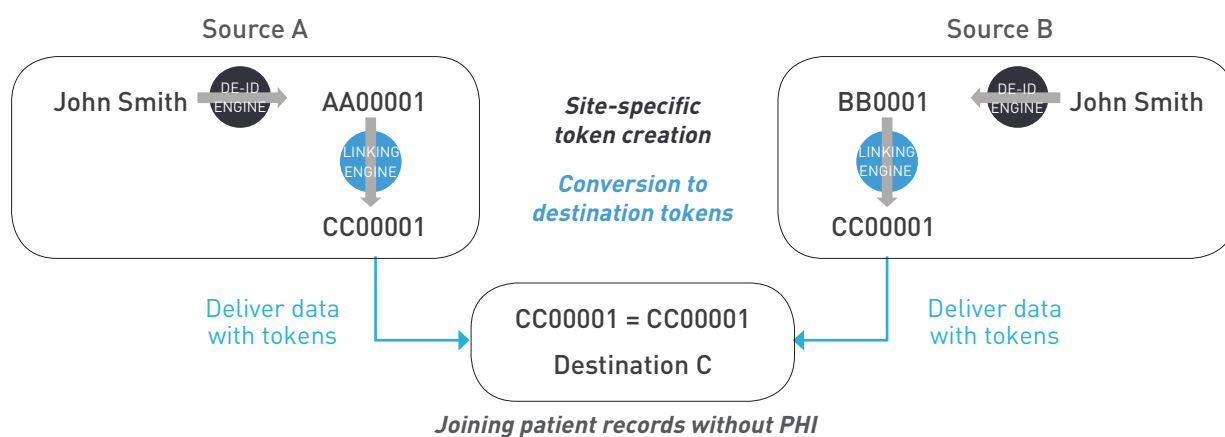 Source A
John Smith
DE-ID
ENGINE
AA00001
LINKING
ENGINE
CC00001
Site-specific
token creation
Conversion to
destination tokens
Source B
BB0001
DE-ID
ENGINE
John Smith
LINKING
ENGINE
CC00001
Deliver data
with tokens
CC00001 = CC00001
Destination C
Deliver data
with tokens
Joining patient records without PHI